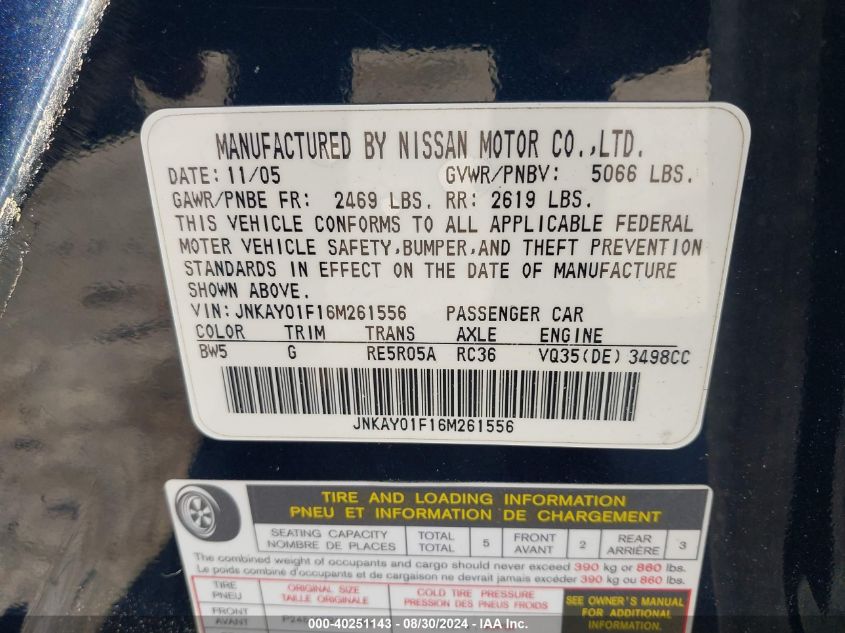 MANUFACTURED BY NISSAN MOTOR CO.,LTD.
DATE: 11/05 GVWR/PNBV: 5066 LBS.
GAWR/PNBE FR: 2469 LBS. RR: 2619 LBS.
THIS VEHICLE CONFORMS TO ALL APPLICABLE FEDERAL
MOTER VEHICLE SAFETY,BUMPER,AND THEFT PREVENTION
STANDARDS IN EFFECT ON THE DATE OF MANUFACTURE
SHOWN ABOVE.
VIN: JNKAY01F16M261556 PASSENGER CAR
COLOR TRIM TRANS AXLE ENGINE
BW5 G RE5R05A RC36 VQ35(DE) 3498CC
JNKAY01F16M261556
TIRE AND LOADING INFORMATION
PNEU ET INFORMATION DE CHARGEMENT
SEATING CAPACITY TOTAL 5 FRONT 2 REAR 3
NOMBRE DE PLACES TOTAL AVANT ARRIÈRE
The combined weight of occupants and cargo should never exceed 390 kg or 860 lbs.
Le poids combiné d'occupants et de cargaison ne devrait jamais excéder 390 kg ou 860 lbs.
TIRE ORIGINAL SIZE COLD TIRE PRESSURE
PNEU TAILLE ORIGINALE PRESSION DES PNEUS FROIDS
SEE OWNER'S MANUAL
FOR ADDITIONAL
INFORMATION
FRONT
AVANT
000-40251143 - 08/30/2024 - IAA Inc.